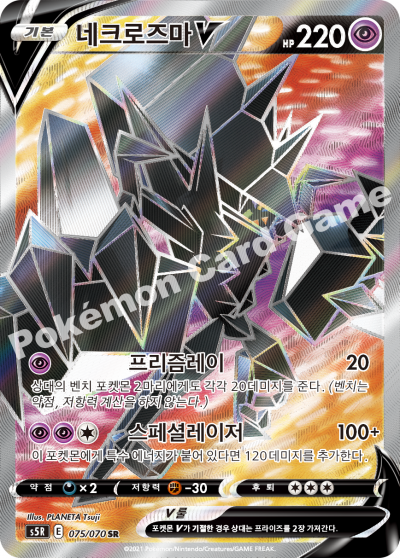 기본 네크로즈마 V HP 220
Pokémon Card Game
프리즘레이 20
상대의 벤치 포켓몬 2마리에게도 각각 20데미지를 준다. (벤치는
약점, 저항력 계산을 하지 않는다.)
스페셜레이저 100+
이 포켓몬에게 특수 에너지가 붙어 있다면 120데미지를 추가한다.
약점 ×2 저항력 -30 후퇴
Illus. PLANETA Tsuji
V룰
s5R E 075/070 SR
포켓몬 V가 기절한 경우 상대는 프라이즈를 2장 가져간다.
©2021 Pokémon/Nintendo/Creatures/GAME FREAK.